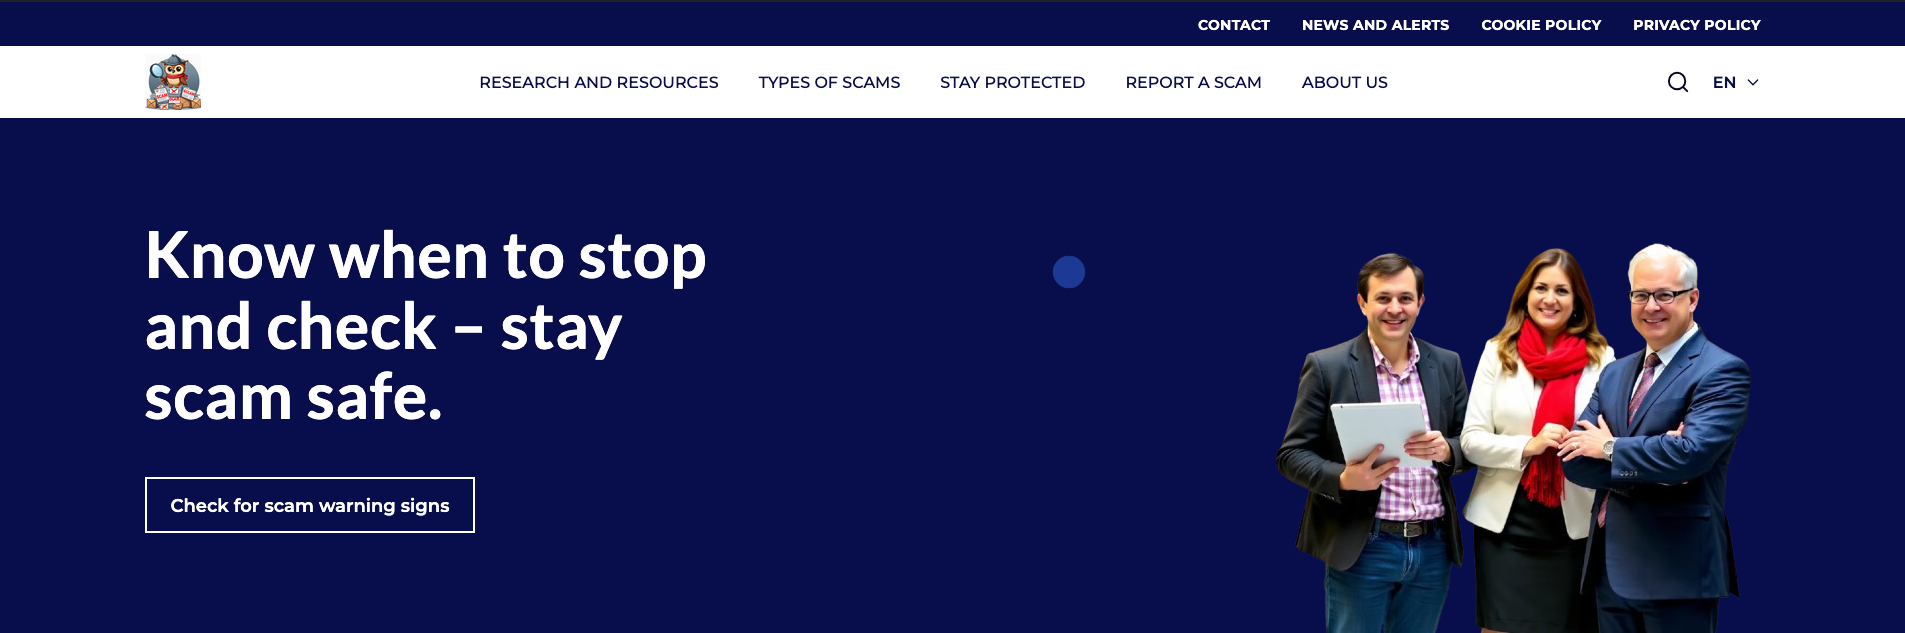 CONTACT NEWS AND ALERTS COOKIE POLICY PRIVACY POLICY
RESEARCH AND RESOURCES TYPES OF SCAMS STAY PROTECTED REPORT A SCAM ABOUT US EN
Know when to stop
and check – stay
scam safe.
Check for scam warning signs